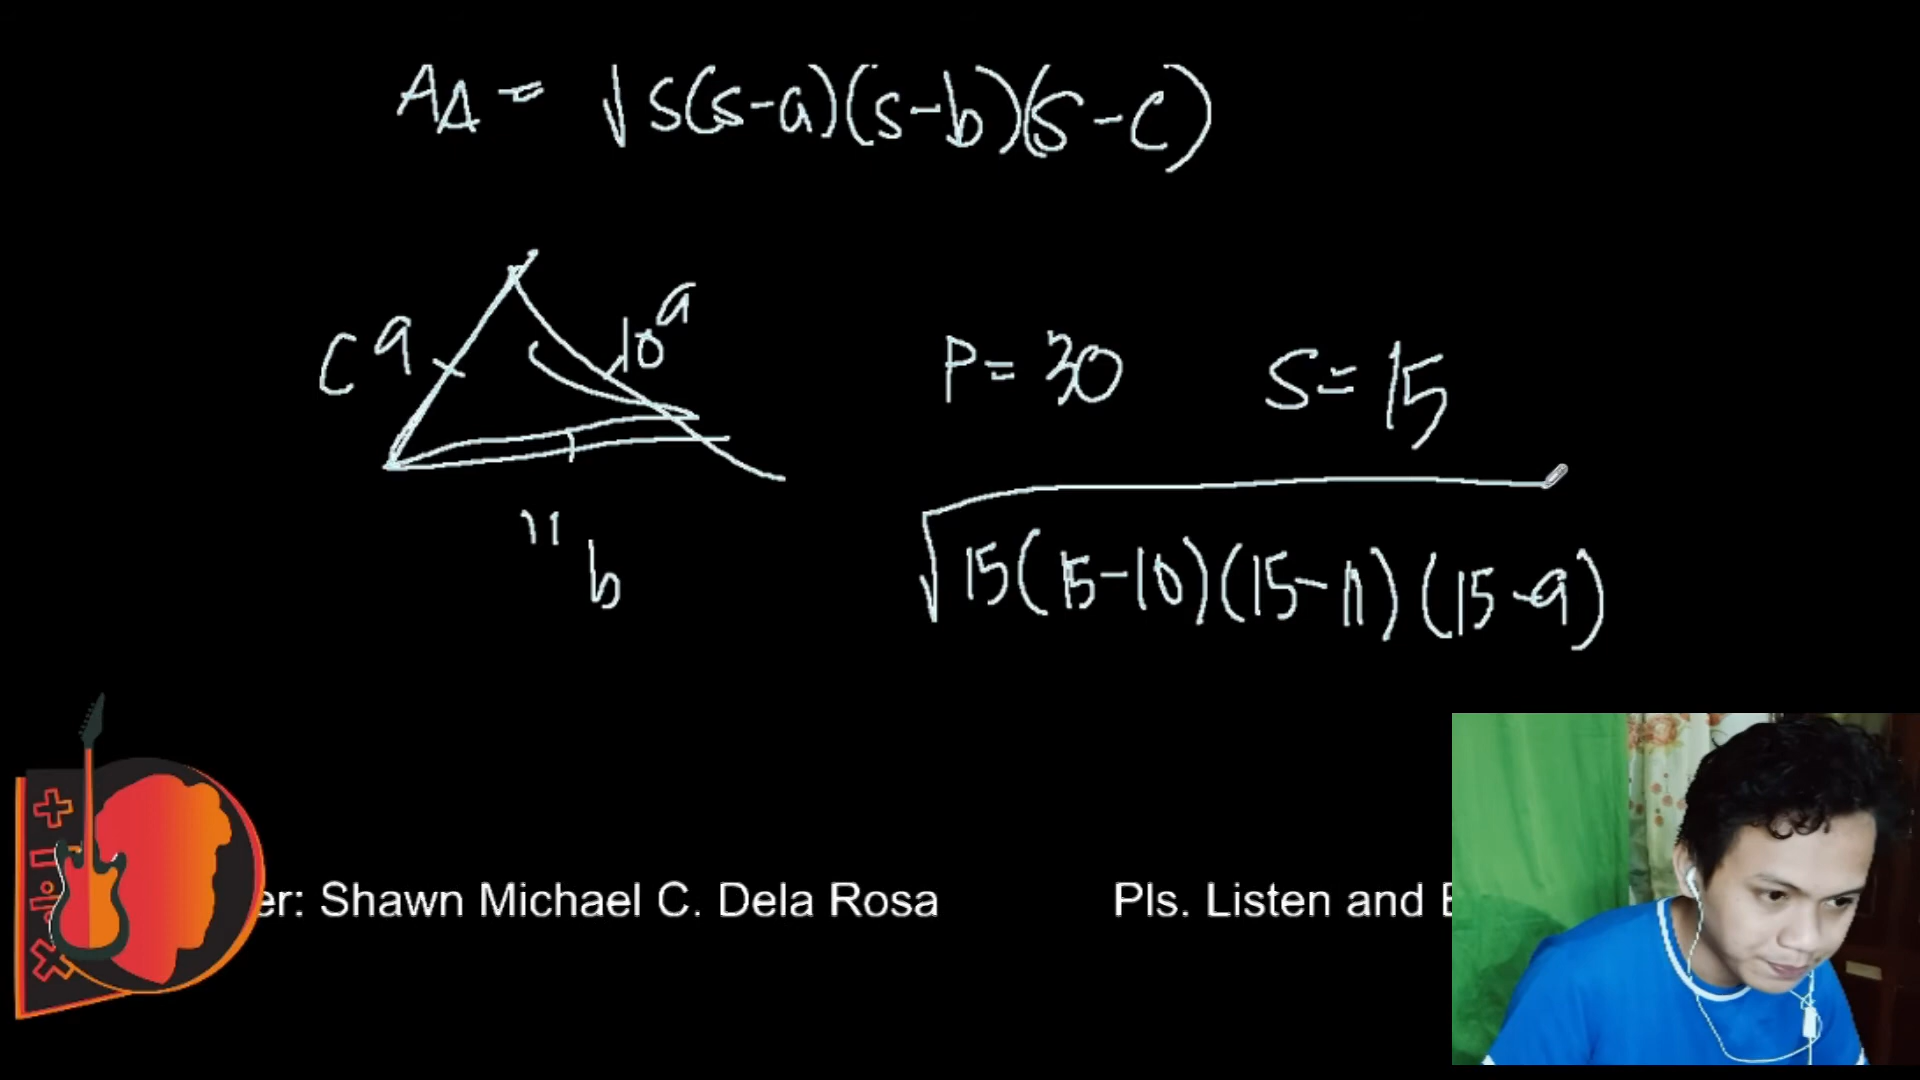 AΔ = √s(s-a)(s-b)(s-c)
c 9 10 a
P = 30 S = 15
11 b
√15(15-10)(15-11)(15-9)
er: Shawn Michael C. Dela Rosa Pls. Listen and